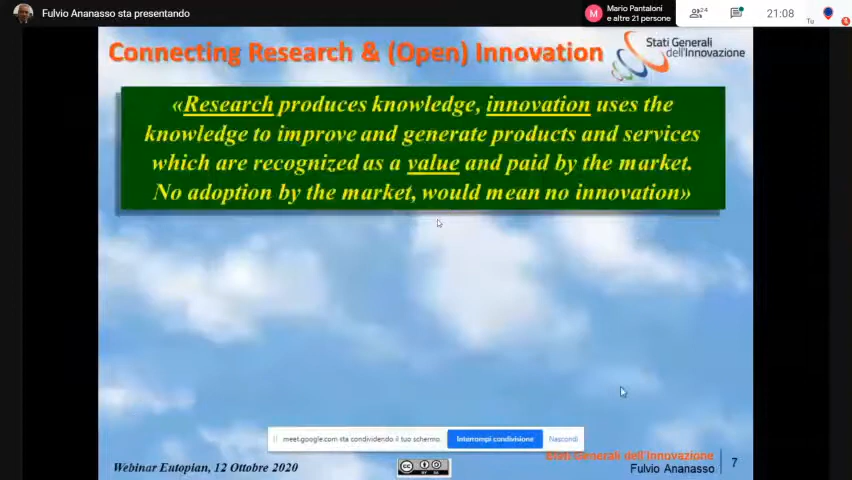 Fulvio Ananasso sta presentando
Mario Pantaloni
e altre 21 persone
24
21:08
Tu
Connecting Research & (Open) Innovation
Stati Generali
dell'Innovazione
«Research produces knowledge, innovation uses the
knowledge to improve and generate products and services
which are recognized as a value and paid by the market.
No adoption by the market, would mean no innovation»
meet.google.com sta condividendo il tuo schermo.
Interrompi condivisione
Nascondi
Webinar Eutopian, 12 Ottobre 2020
cc
Stati Generali dell'Innovazione
Fulvio Ananasso
7